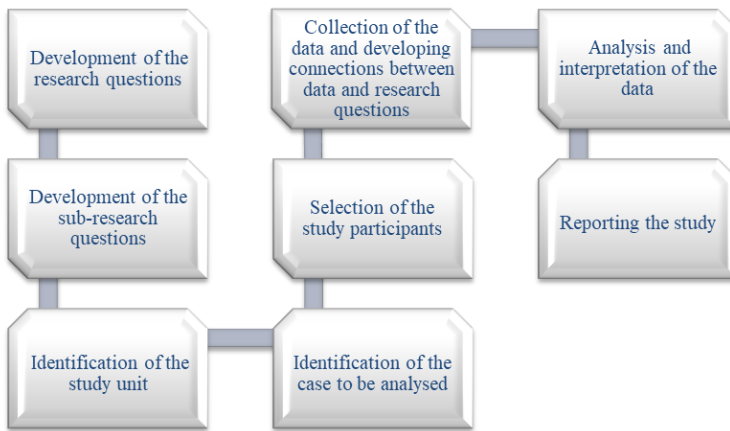 Development of the
research questions
Development of the
sub-research
questions
Identification of the
study unit
Identification of the
case to be analysed
Selection of the
study participants
Collection of the
data and developing
connections between
data and research
questions
Analysis and
interpretation of the
data
Reporting the study